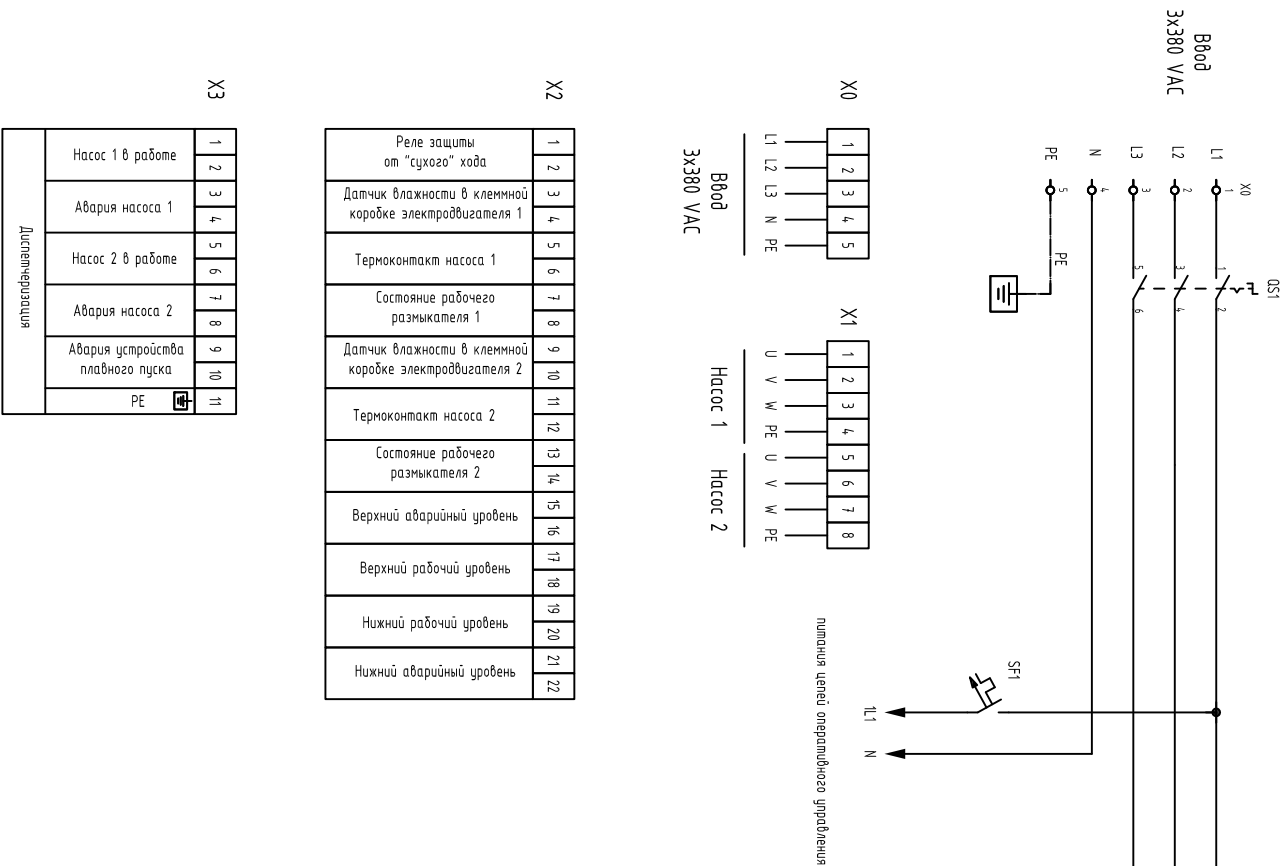 Ввод
3x380 VAC
L1
L2
L3
N
PE
X0
1
2
3
4
5
PE
QS1
1
2
3
4
5
6
SF1
1L1
N
питания цепей оперативного управления
X0
1
2
3
4
5
L1
L2
L3
N
PE
Ввод
3x380 VAC
X1
1
2
3
4
5
6
7
8
U
V
W
PE
U
V
W
PE
Насос 1
Насос 2
X2
1
2
Реле защиты
от "сухого" хода
3
4
Датчик влажности в клеммной
коробке электродвигателя 1
5
6
Термоконтакт насоса 1
7
8
Состояние рабочего
размыкателя 1
9
10
Датчик влажности в клеммной
коробке электродвигателя 2
11
12
Термоконтакт насоса 2
13
14
Состояние рабочего
размыкателя 2
15
16
Верхний аварийный уровень
17
18
Верхний рабочий уровень
19
20
Нижний рабочий уровень
21
22
Нижний аварийный уровень
X3
1
2
Насос 1 в работе
3
4
Авария насоса 1
5
6
Насос 2 в работе
7
8
Авария насоса 2
9
10
Авария устройства
плавного пуска
11
PE
Диспетчеризация